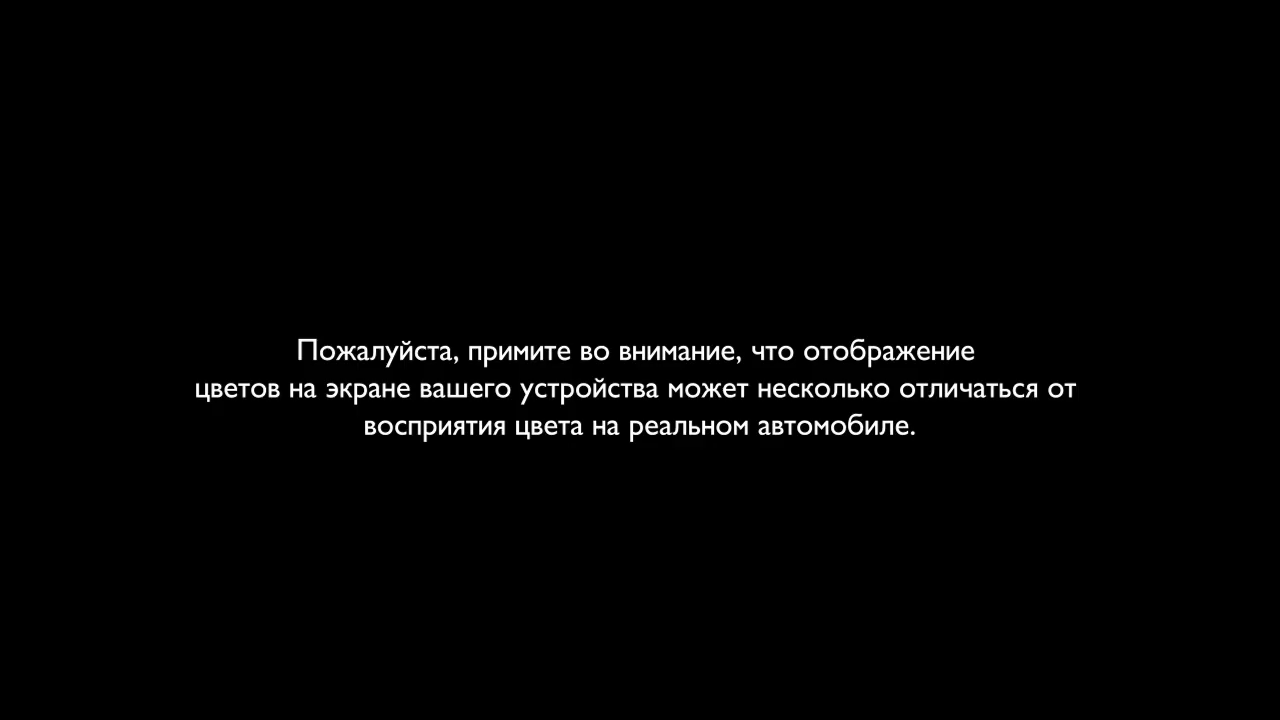 Пожалуйста, примите во внимание, что отображение
цветов на экране вашего устройства может несколько отличаться от
восприятия цвета на реальном автомобиле.